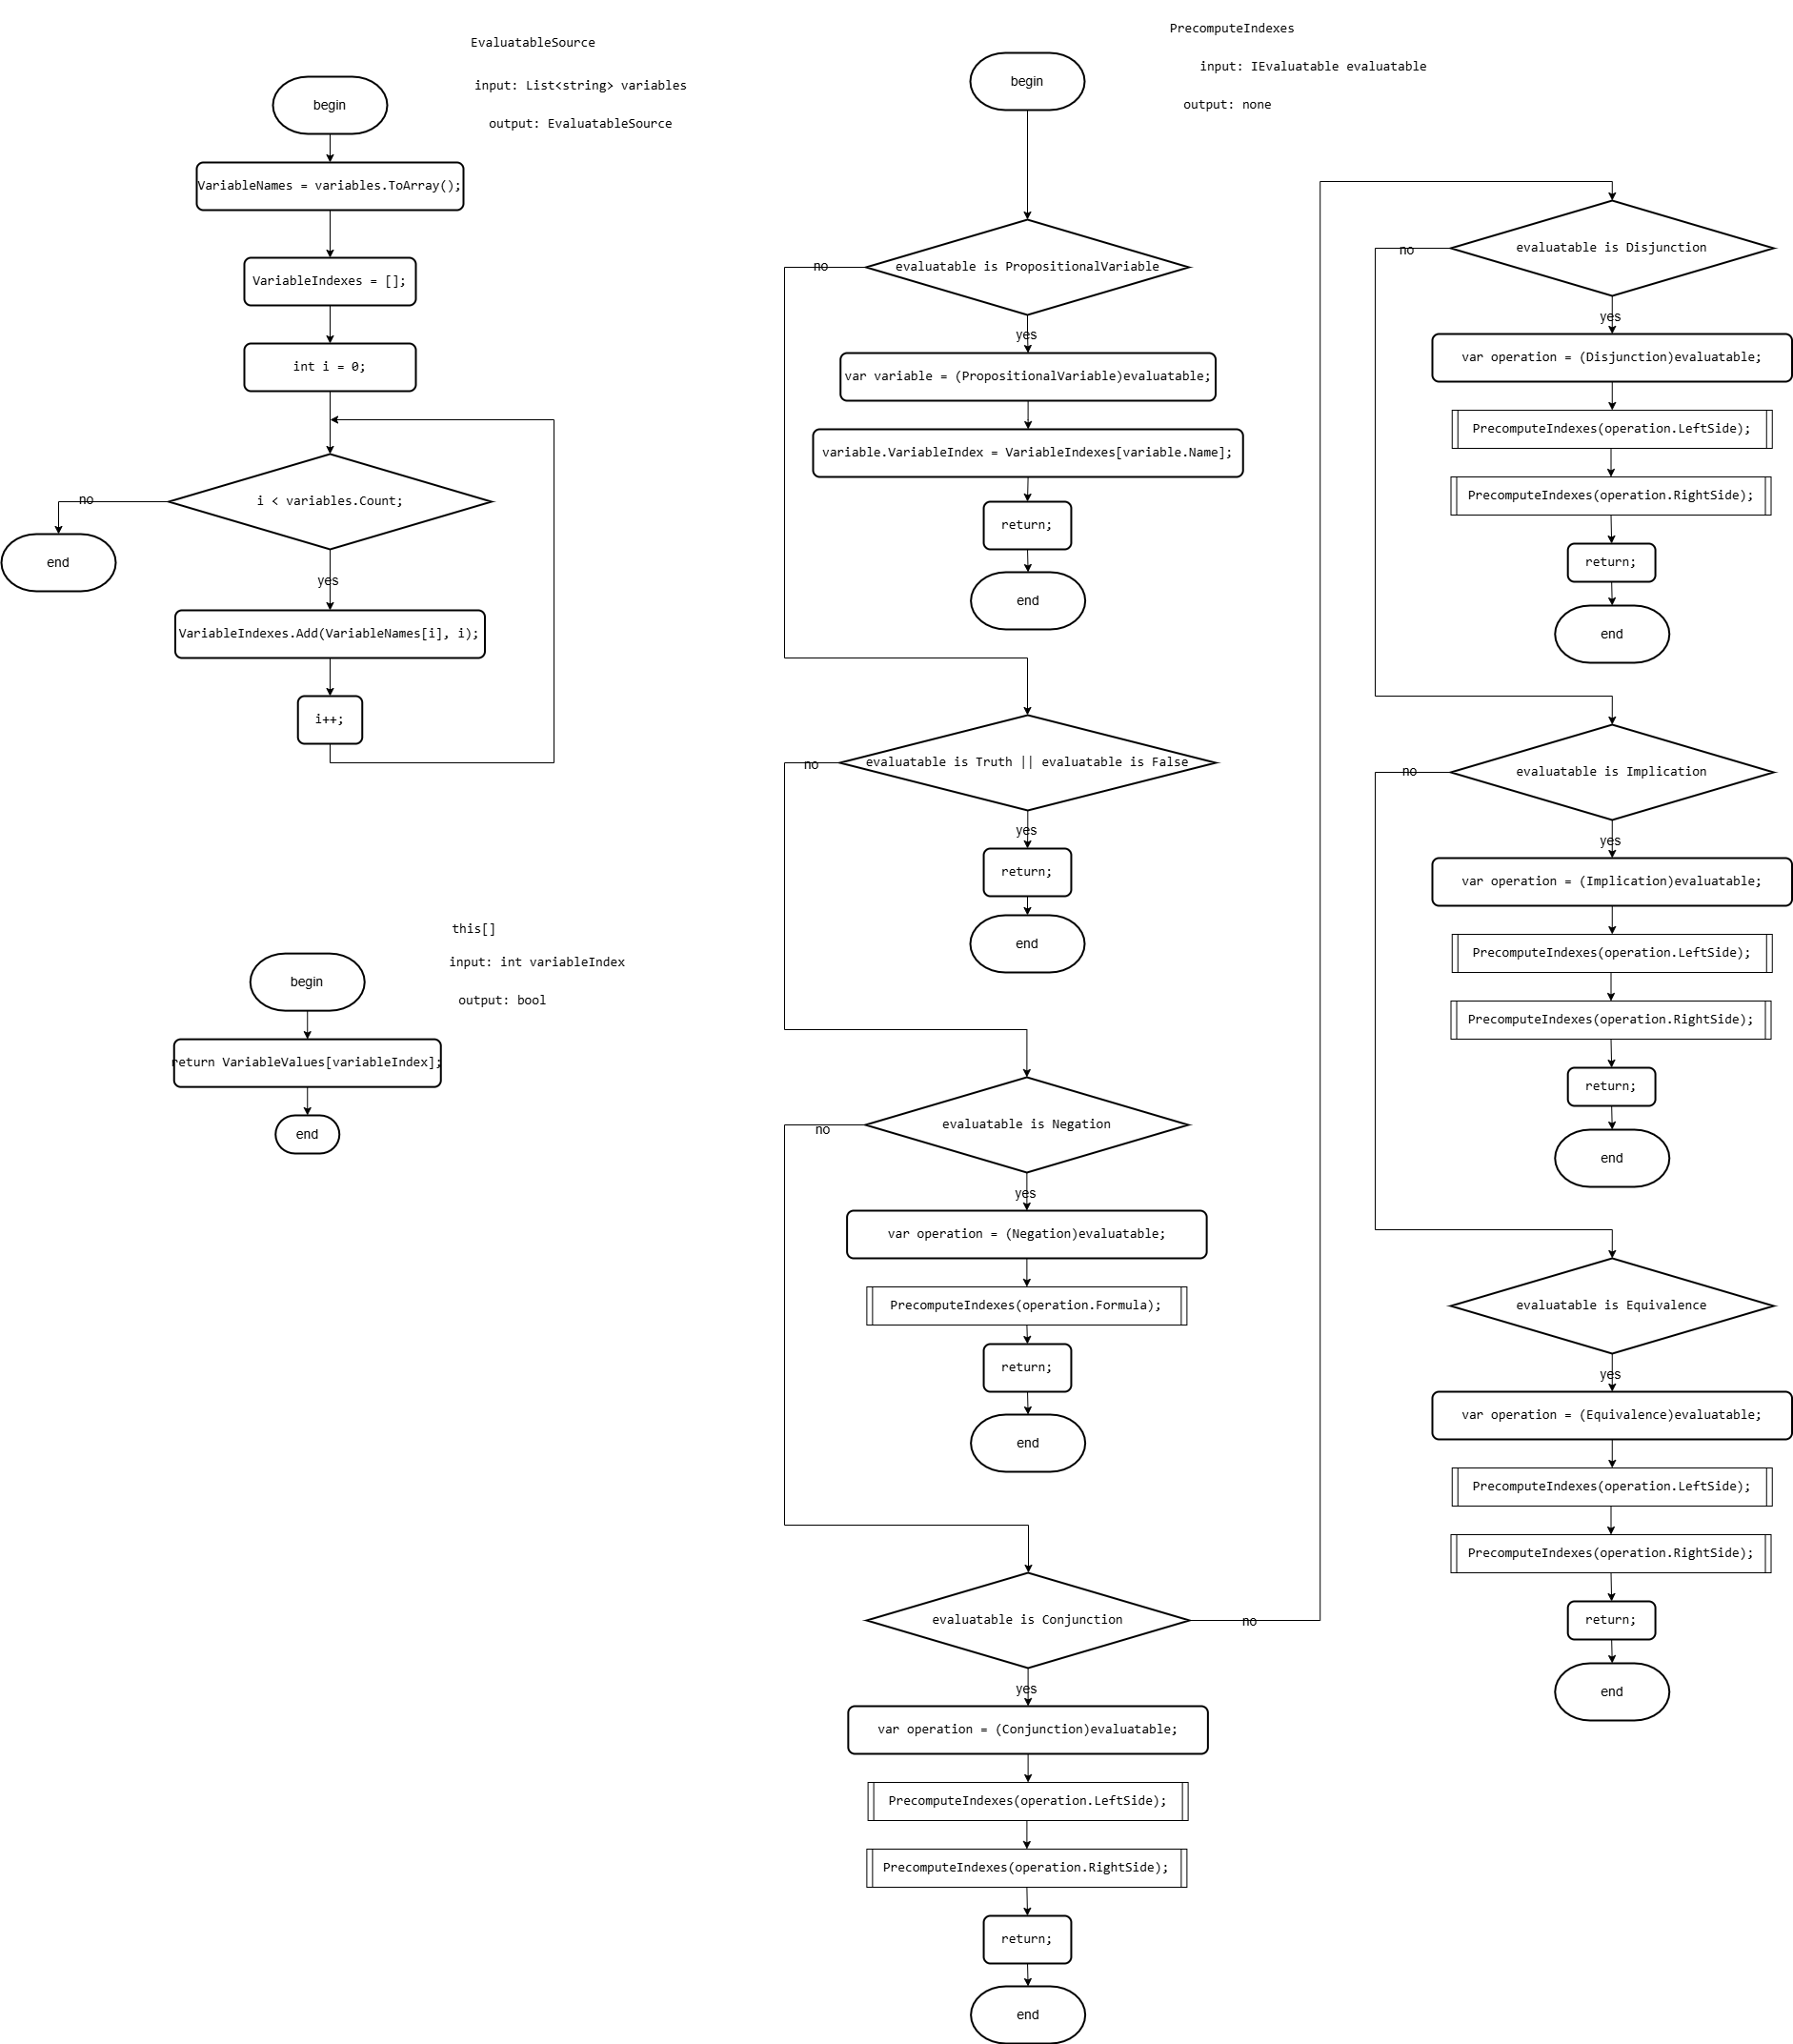 EvaluatableSource
input: List<string> variables
output: EvaluatableSource
begin
VariableNames = variables.ToArray();
VariableIndexes = [];
int i = 0;
i < variables.Count;
no
end
yes
VariableIndexes.Add(VariableNames[i], i);
i++;
this[]
input: int variableIndex
output: bool
begin
return VariableValues[variableIndex];
end
PrecomputeIndexes
input: IEvaluatable evaluatable
output: none
begin
evaluatable is PropositionalVariable
no
yes
var variable = (PropositionalVariable)evaluatable;
variable.VariableIndex = VariableIndexes[variable.Name];
return;
end
evaluatable is Truth || evaluatable is False
no
yes
return;
end
evaluatable is Negation
no
yes
var operation = (Negation)evaluatable;
PrecomputeIndexes(operation.Formula);
return;
end
evaluatable is Conjunction
no
yes
var operation = (Conjunction)evaluatable;
PrecomputeIndexes(operation.LeftSide);
PrecomputeIndexes(operation.RightSide);
return;
end
evaluatable is Disjunction
no
yes
var operation = (Disjunction)evaluatable;
PrecomputeIndexes(operation.LeftSide);
PrecomputeIndexes(operation.RightSide);
return;
end
evaluatable is Implication
no
yes
var operation = (Implication)evaluatable;
PrecomputeIndexes(operation.LeftSide);
PrecomputeIndexes(operation.RightSide);
return;
end
evaluatable is Equivalence
yes
var operation = (Equivalence)evaluatable;
PrecomputeIndexes(operation.LeftSide);
PrecomputeIndexes(operation.RightSide);
return;
end